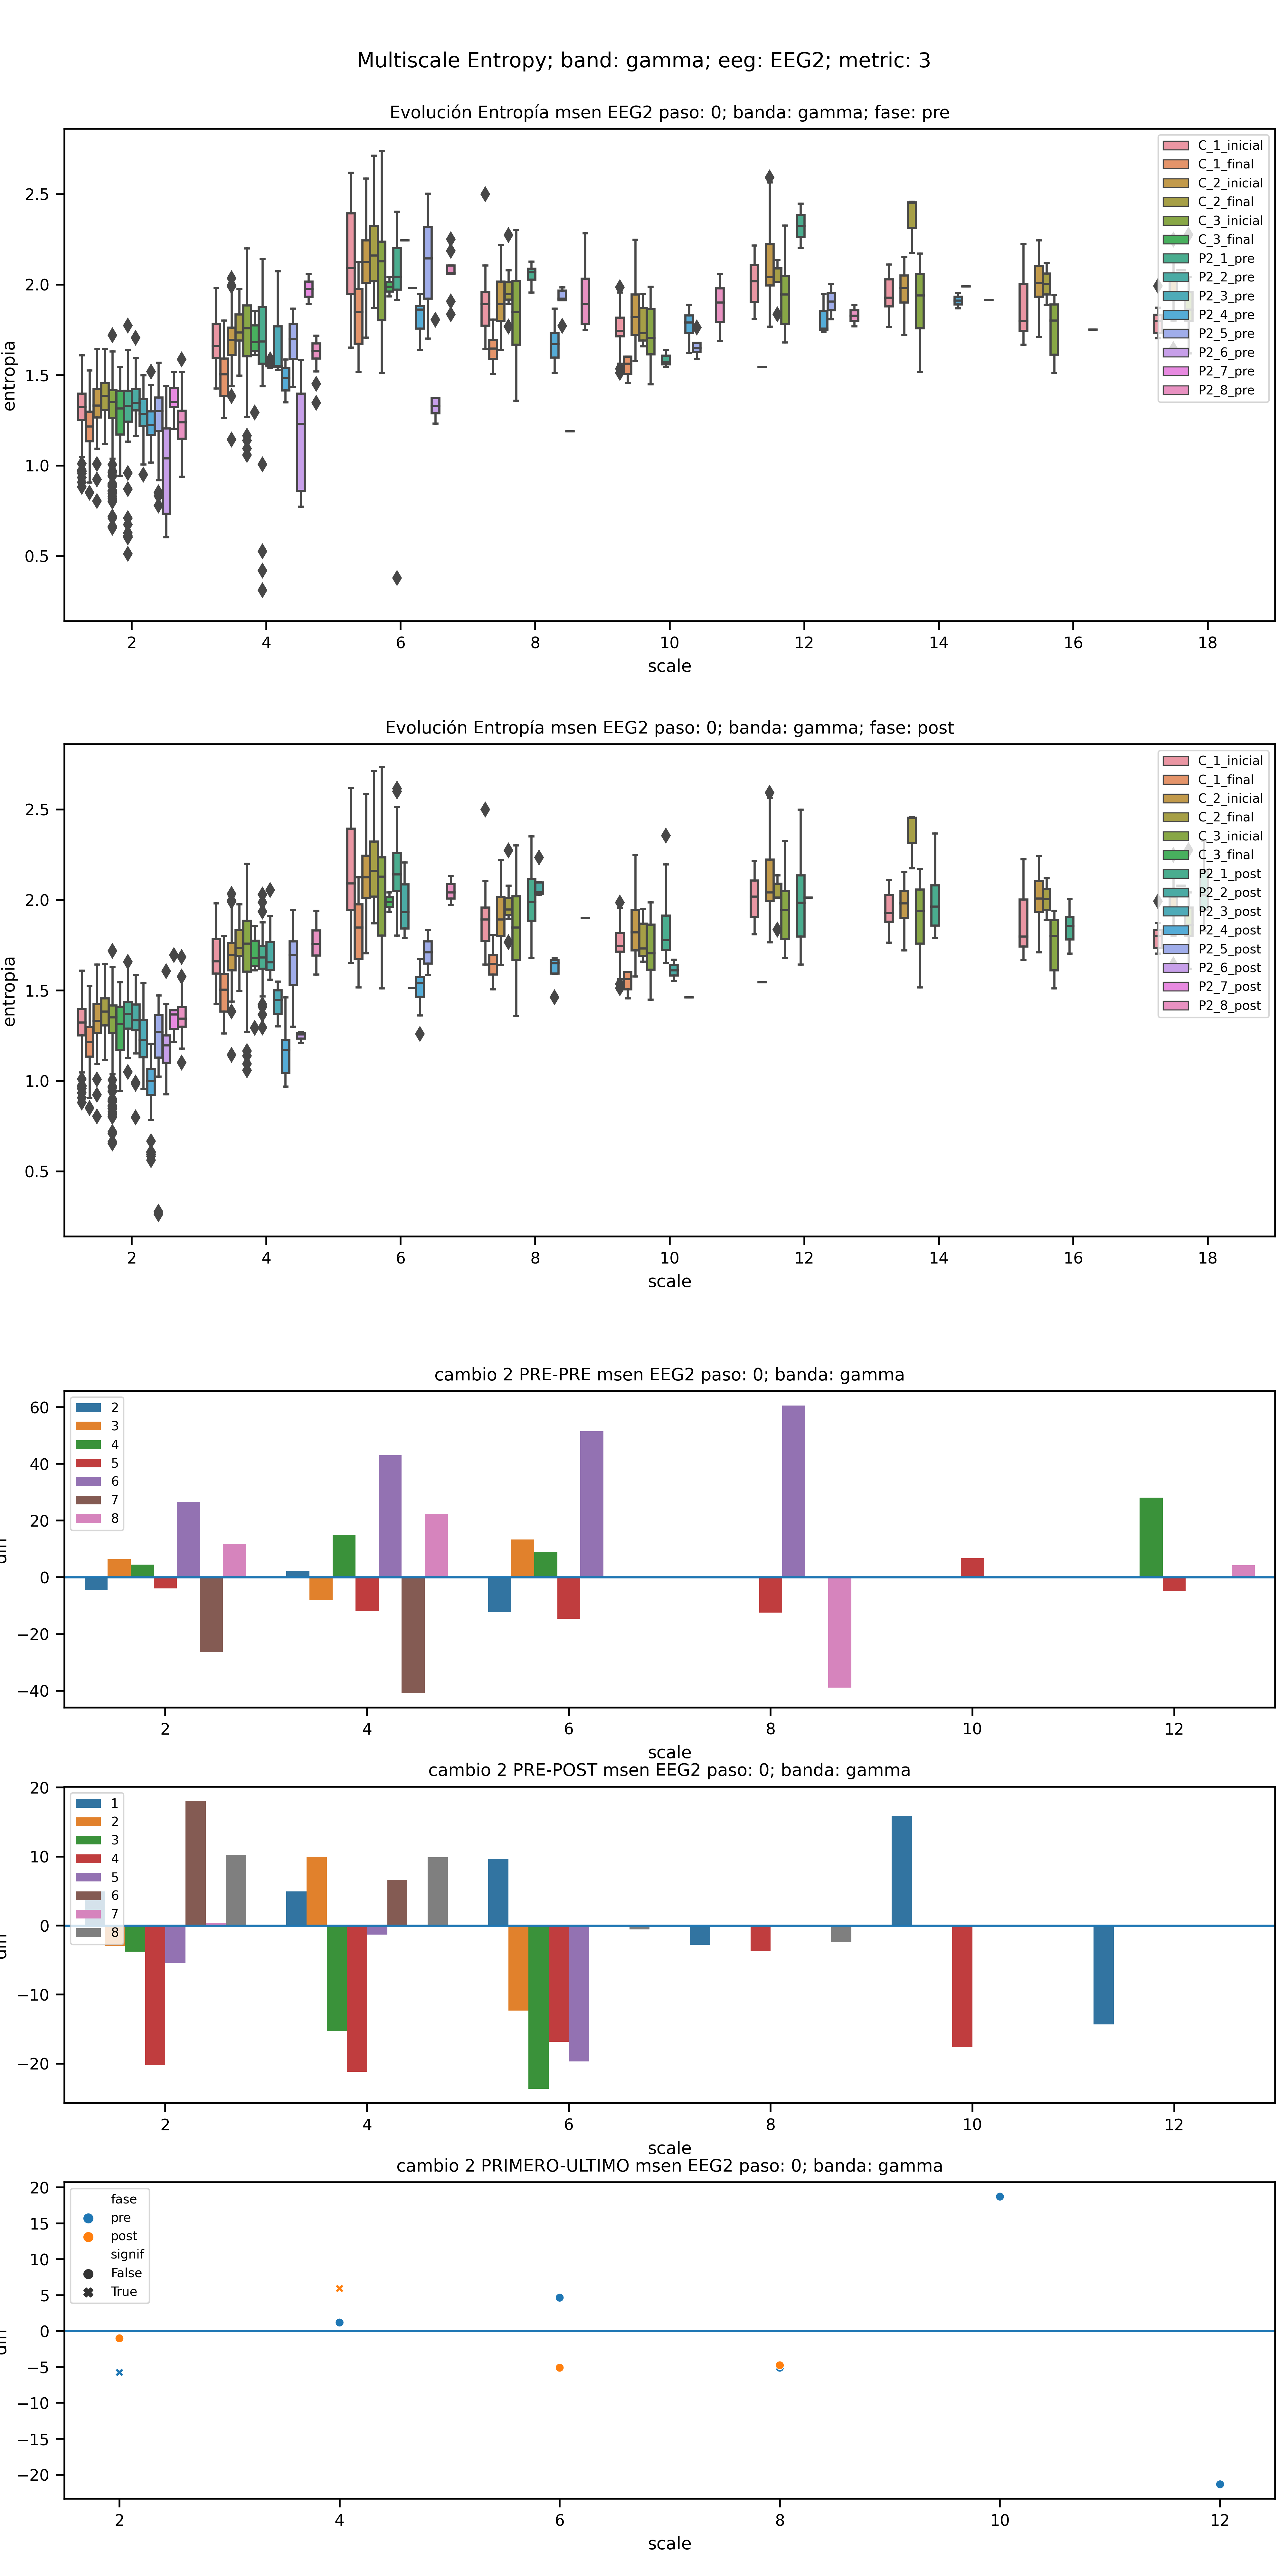 Multiscale Entropy; band: gamma; eeg: EEG2; metric: 3
Evolución Entropía msen EEG2 paso: 0; banda: gamma; fase: pre
entropia
2.5
2.0
1.5
1.0
0.5
C_1_inicial
C_1_final
C_2_inicial
C_2_final
C_3_inicial
C_3_final
P2_1_pre
P2_2_pre
P2_3_pre
P2_4_pre
P2_5_pre
P2_6_pre
P2_7_pre
P2_8_pre
2 4 6 8 10 12 14 16 18
scale
Evolución Entropía msen EEG2 paso: 0; banda: gamma; fase: post
entropia
2.5
2.0
1.5
1.0
0.5
C_1_inicial
C_1_final
C_2_inicial
C_2_final
C_3_inicial
C_3_final
P2_1_post
P2_2_post
P2_3_post
P2_4_post
P2_5_post
P2_6_post
P2_7_post
P2_8_post
2 4 6 8 10 12 14 16 18
scale
cambio 2 PRE-PRE msen EEG2 paso: 0; banda: gamma
60
40
20
0
−20
−40
2
3
4
5
6
7
8
2 4 6 8 10 12
scale
cambio 2 PRE-POST msen EEG2 paso: 0; banda: gamma
20
10
0
−10
−20
1
2
3
4
5
6
7
8
2 4 6 8 10 12
scale
cambio 2 PRIMERO-ULTIMO msen EEG2 paso: 0; banda: gamma
20
15
10
5
0
−5
−10
−15
−20
fase
pre
post
signif
False
True
2 4 6 8 10 12
scale